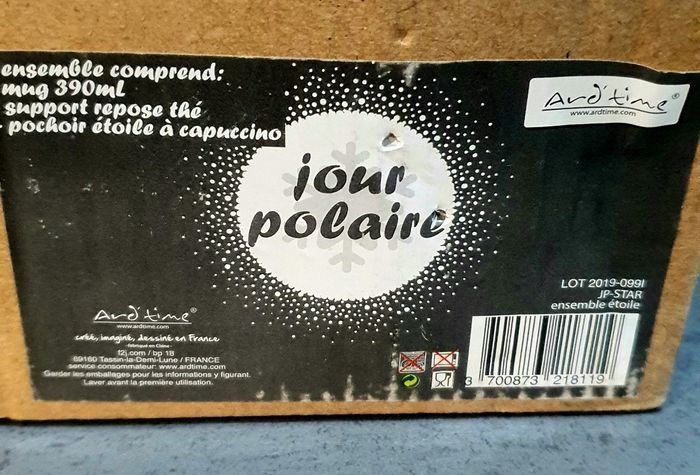 ensemble comprend:
mug 390mL
support repose thé
pochoir étoile à capuccino
Ard'time®
www.ardtime.com
jour
polaire
LOT 2019-099I
JP-STAR
ensemble étoile
Ard'time®
www.ardtime.com
créé, imaginé, dessiné en France
- fabriqué en Chine -
f2j.com / bp 18
69160 Tassin-la-Demi-Lune / FRANCE
service consommateur: www.ardtime.com
Garder les emballages pour les informations y figurant.
Laver avant la première utilisation.
3 700873 218119